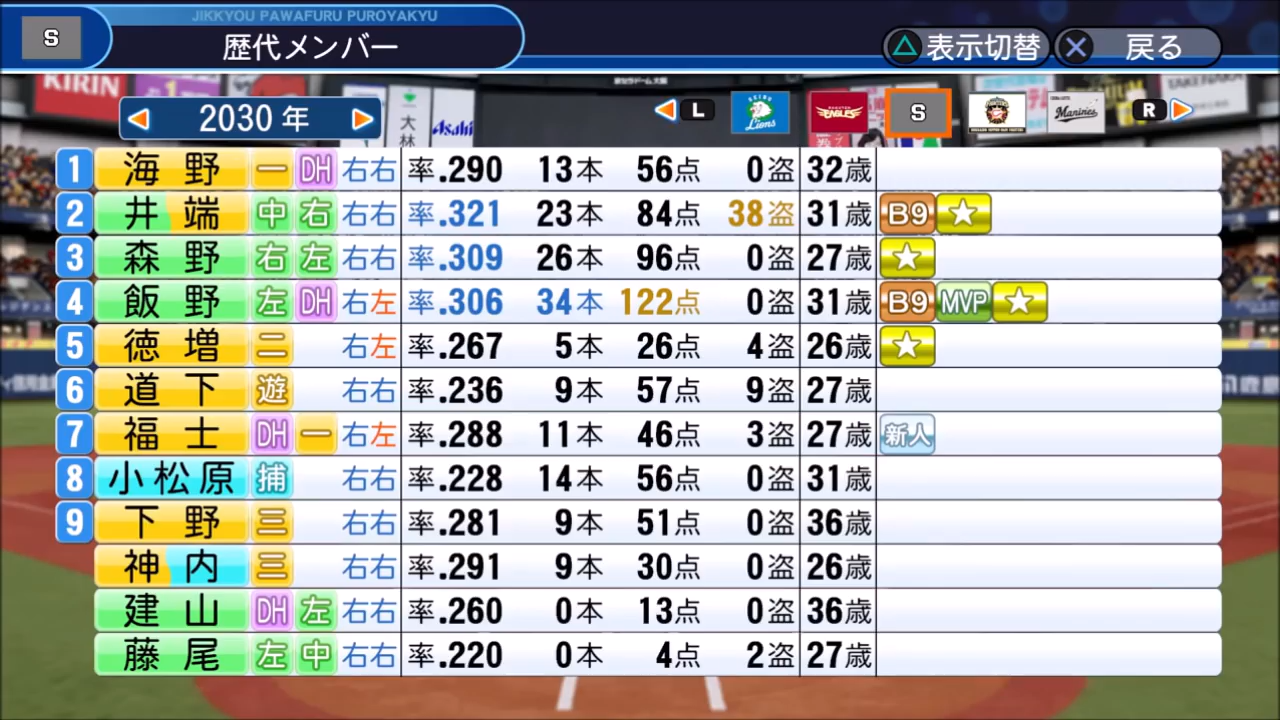 JIKKYOU PAWAFURU PUROYAKYU
S 歴代メンバー 表示切替 戻る
KIRIN
2030年 大林 Asahi L Lions EAGLES S FIGHTERS Marines R
1 海野 一 DH 右右 率.290 13本 56点 0盗 32歳
2 井端 中 右 右右 率.321 23本 84点 38盗 31歳 B9 ★
3 森野 右 左 右右 率.309 26本 96点 0盗 27歳 ★
4 飯野 左 DH 右左 率.306 34本 122点 0盗 31歳 B9 MVP ★
5 徳増 二 右左 率.267 5本 26点 4盗 26歳 ★
6 道下 遊 右右 率.236 9本 57点 9盗 27歳
7 福士 DH 一 右左 率.288 11本 46点 3盗 27歳 新人
8 小松原 捕 右右 率.228 14本 56点 0盗 31歳
9 下野 三 右右 率.281 9本 51点 0盗 36歳
神内 三 右右 率.291 9本 30点 0盗 26歳
建山 DH 左 右右 率.260 0本 13点 0盗 36歳
藤尾 左 中 右右 率.220 0本 4点 2盗 27歳